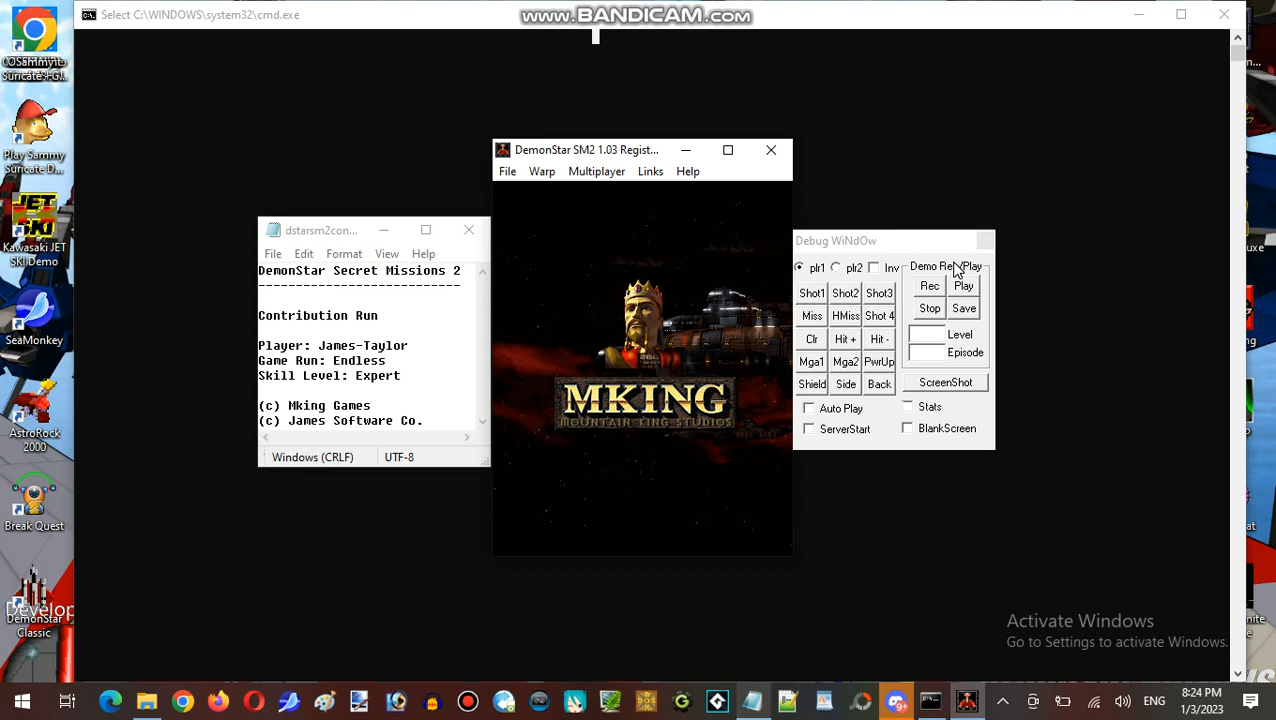 Select C:\WINDOWS\system32\cmd.exe
www.BANDICAM.com
Play Sammy
Suricate D...
JET
SKI
Kawasaki JET
SKI Demo
SeaMonkey
AstroRock
2000
Break Quest
DemonStar
Classic
dstarsm2con...
File Edit Format View Help
DemonStar Secret Missions 2
---------------------------
Contribution Run
Player: James-Taylor
Game Run: Endless
Skill Level: Expert
(c) Mking Games
(c) James Software Co.
Windows (CRLF) UTF-8
DemonStar SM2 1.03 Regist...
File Warp Multiplayer Links Help
MKING
MOUNTAIN KING STUDIOS
Debug WiNdOw
plr1 plr2 Inv
Demo Rec/Play
Shot1 Shot2 Shot3
Rec Play
Miss HMiss Shot 4
Stop Save
Clr Hit + Hit -
Level
Mga1 Mga2 PwrUp
Episode
Shield Side Back
ScreenShot
Auto Play
Stats
ServerStart
BlankScreen
Activate Windows
Go to Settings to activate Windows.
9+
DOS
ENG
8:24 PM
1/3/2023